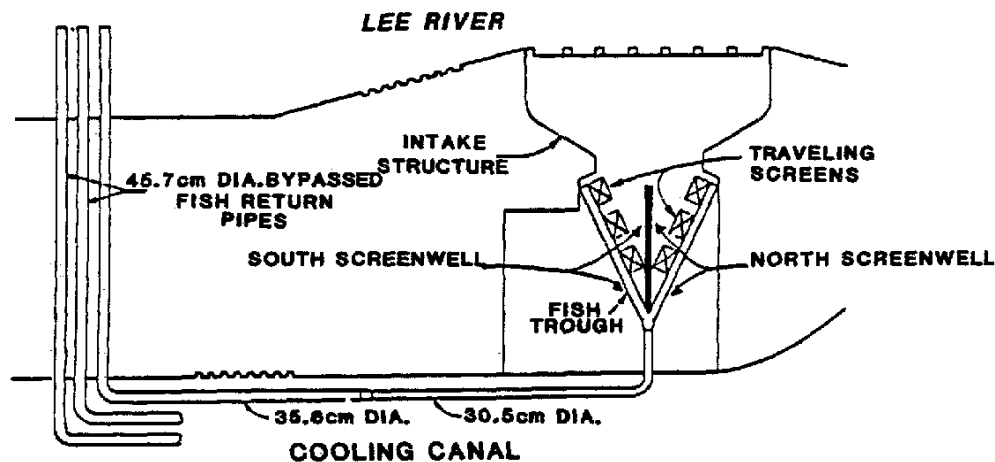 LEE RIVER
INTAKE
STRUCTURE
TRAVELING
SCREENS
45.7cm DIA. BYPASSED
FISH RETURN
PIPES
SOUTH SCREENWELL
NORTH SCREENWELL
FISH
TROUGH
35.6cm DIA.
30.5cm DIA.
COOLING CANAL